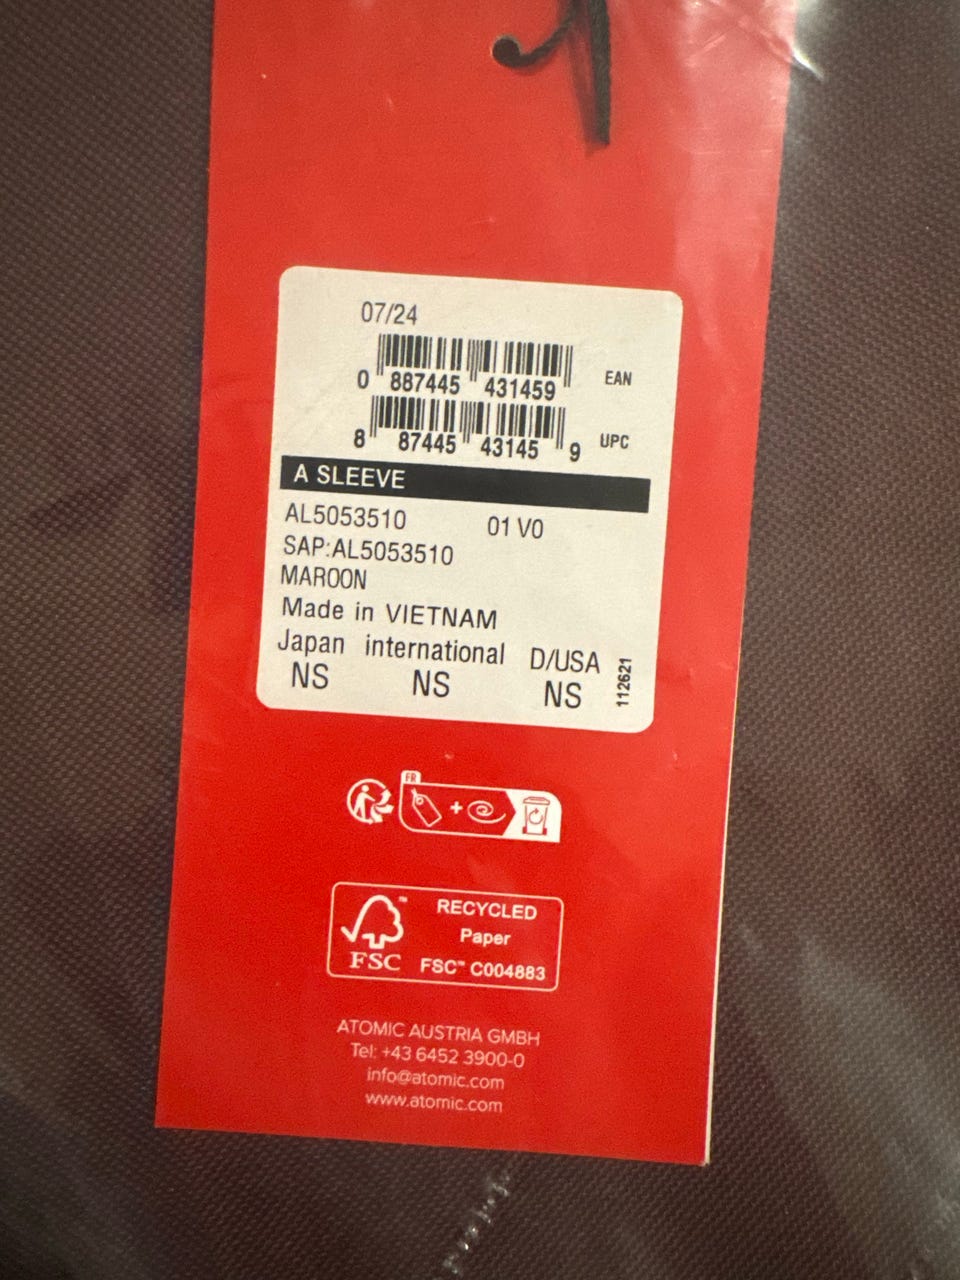 07/24
0 887445 431459 EAN
8 87445 43145 9 UPC
A SLEEVE
AL5053510 01 V0
SAP:AL5053510
MAROON
Made in VIETNAM
Japan international D/USA
NS NS NS
112621
FR
+
FSC™
RECYCLED
Paper
FSC™ C004883
ATOMIC AUSTRIA GMBH
Tel: +43 6452 3900-0
info@atomic.com
www.atomic.com